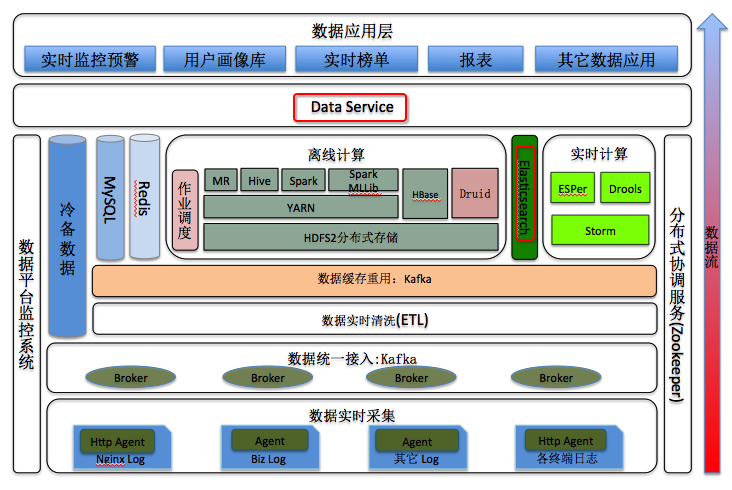 数据应用层
实时监控预警
用户画像库
实时榜单
报表
其它数据应用
Data Service
数据平台监控系统
冷备数据
MySQL
Redis
离线计算
作业调度
MR
Hive
Spark
Spark
MLLib
YARN
HBase
Druid
HDFS2分布式存储
Elasticsearch
实时计算
ESPer
Drools
Storm
分布式协调服务(Zookeeper)
数据流
数据缓存重用：Kafka
数据实时清洗(ETL)
数据统一接入:Kafka
Broker
Broker
Broker
Broker
数据实时采集
Http Agent
Nginx Log
Agent
Biz Log
Agent
其它 Log
Http Agent
各终端日志